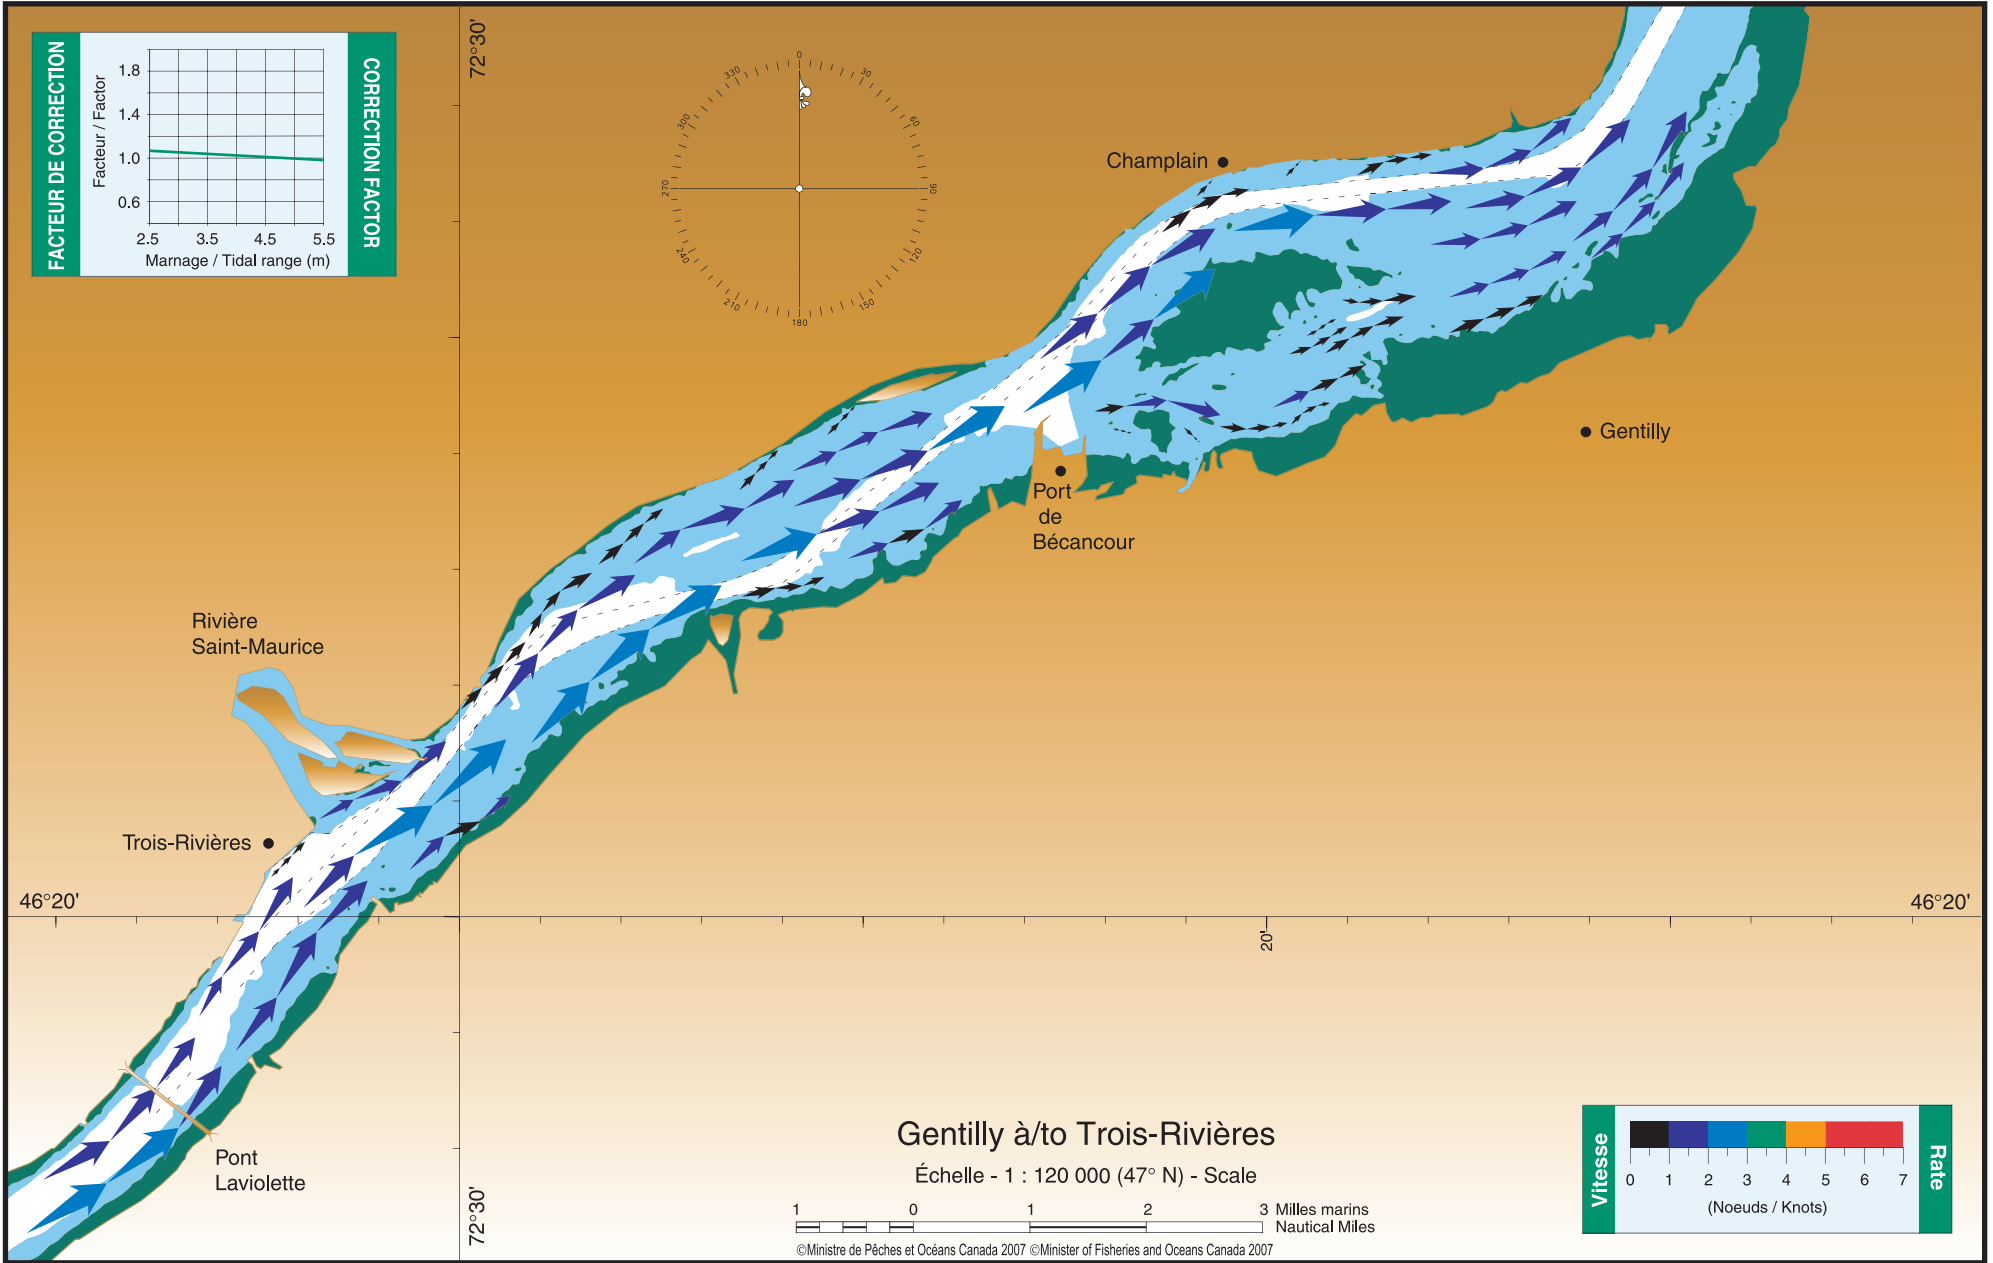 FACTEUR DE CORRECTION
Facteur / Factor
1.8
1.4
1.0
0.6
2.5 3.5 4.5 5.5
Marnage / Tidal range (m)
CORRECTION FACTOR
72°30'
0
30
60
90
120
150
180
210
240
270
300
330
Champlain
Gentilly
Port
de
Bécancour
Rivière
Saint-Maurice
Trois-Rivières
46°20'
46°20'
20'
Pont
Laviolette
72°30'
Gentilly à/to Trois-Rivières
Échelle - 1 : 120 000 (47° N) - Scale
1 0 1 2 3 Milles marins
Nautical Miles
©Ministre de Pêches et Océans Canada 2007 ©Minister of Fisheries and Oceans Canada 2007
Vitesse
0 1 2 3 4 5 6 7
(Noeuds / Knots)
Rate